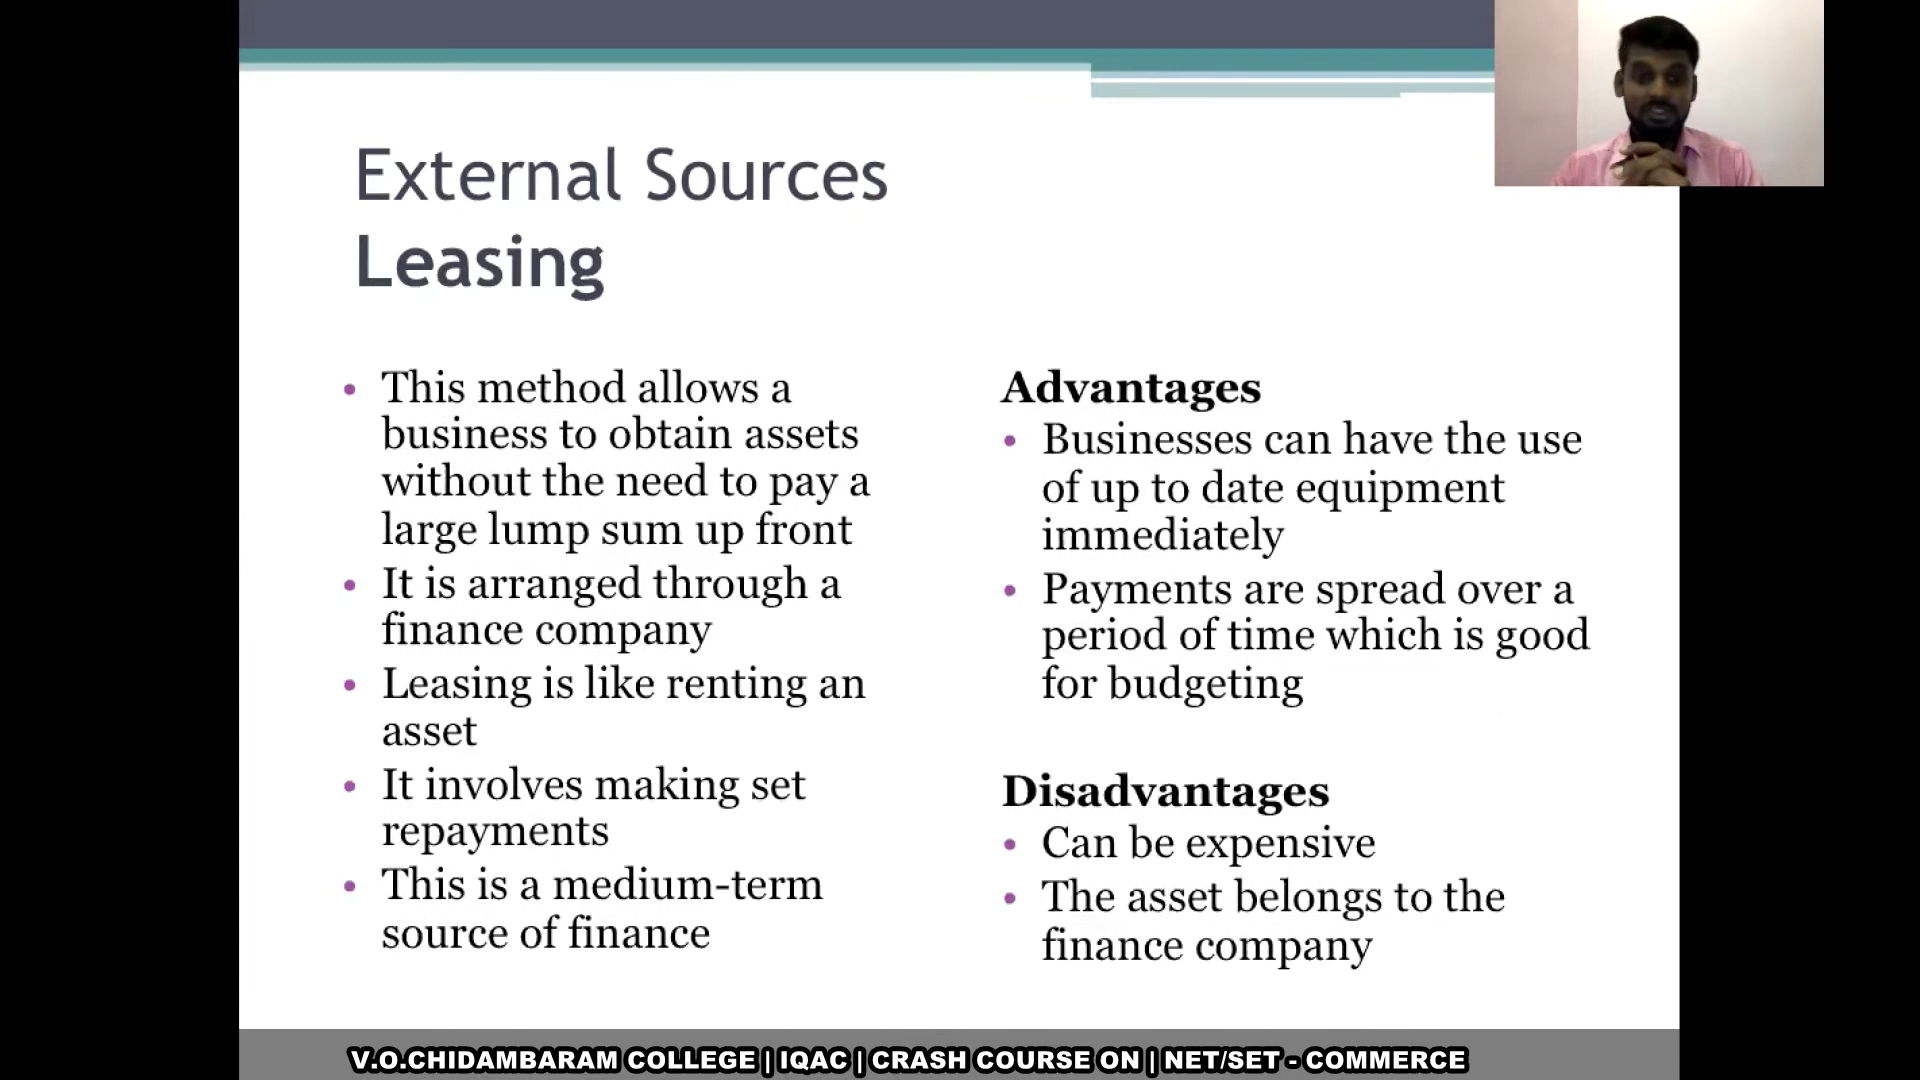 External Sources
Leasing
• This method allows a
business to obtain assets
without the need to pay a
large lump sum up front
• It is arranged through a
finance company
• Leasing is like renting an
asset
• It involves making set
repayments
• This is a medium-term
source of finance
Advantages
• Businesses can have the use
of up to date equipment
immediately
• Payments are spread over a
period of time which is good
for budgeting
Disadvantages
• Can be expensive
• The asset belongs to the
finance company
V.O.CHIDAMBARAM COLLEGE | IQAC | CRASH COURSE ON | NET/SET - COMMERCE